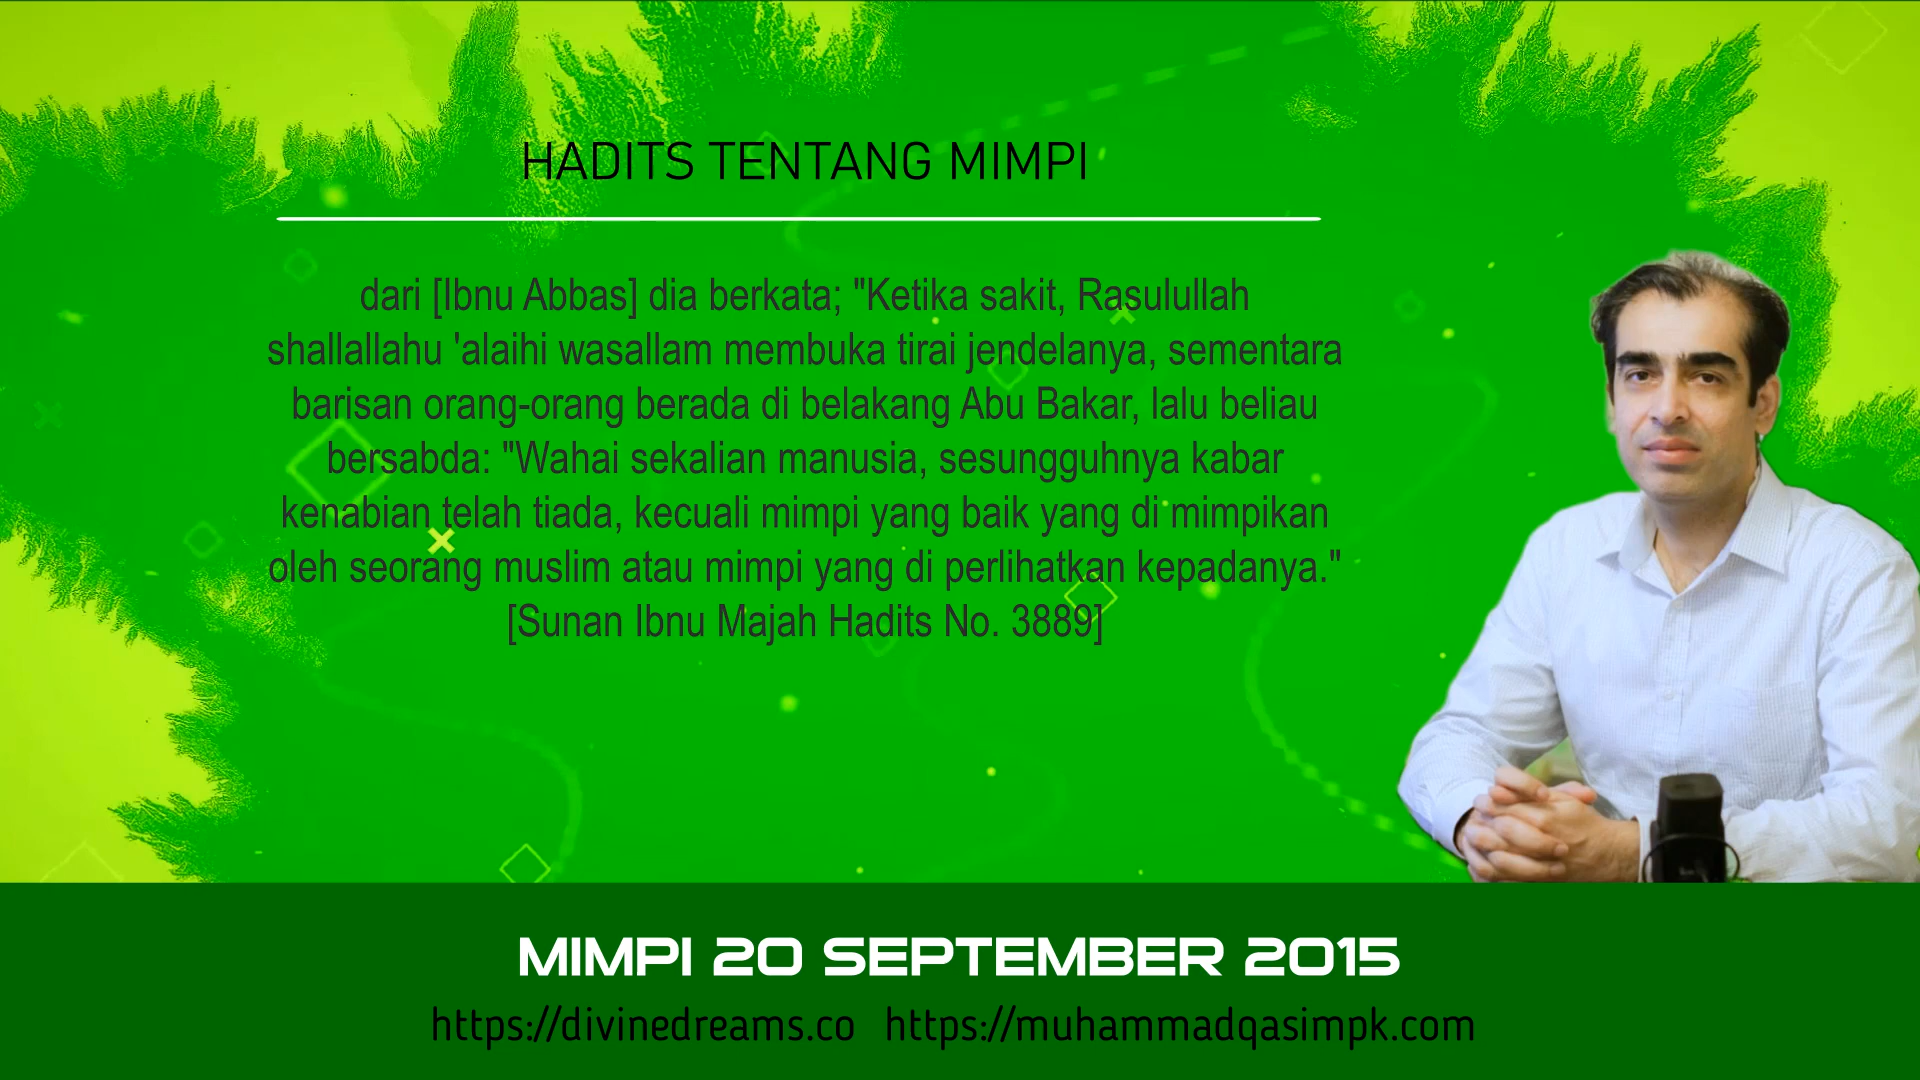 HADITS TENTANG MIMPI
dari [Ibnu Abbas] dia berkata; "Ketika sakit, Rasulullah
shallallahu 'alaihi wasallam membuka tirai jendelanya, sementara
barisan orang-orang berada di belakang Abu Bakar, lalu beliau
bersabda: "Wahai sekalian manusia, sesungguhnya kabar
kenabian telah tiada, kecuali mimpi yang baik yang di mimpikan
oleh seorang muslim atau mimpi yang di perlihatkan kepadanya."
[Sunan Ibnu Majah Hadits No. 3889]
MIMPI 20 SEPTEMBER 2015
https://divinedreams.co https://muhammadqasimpk.com